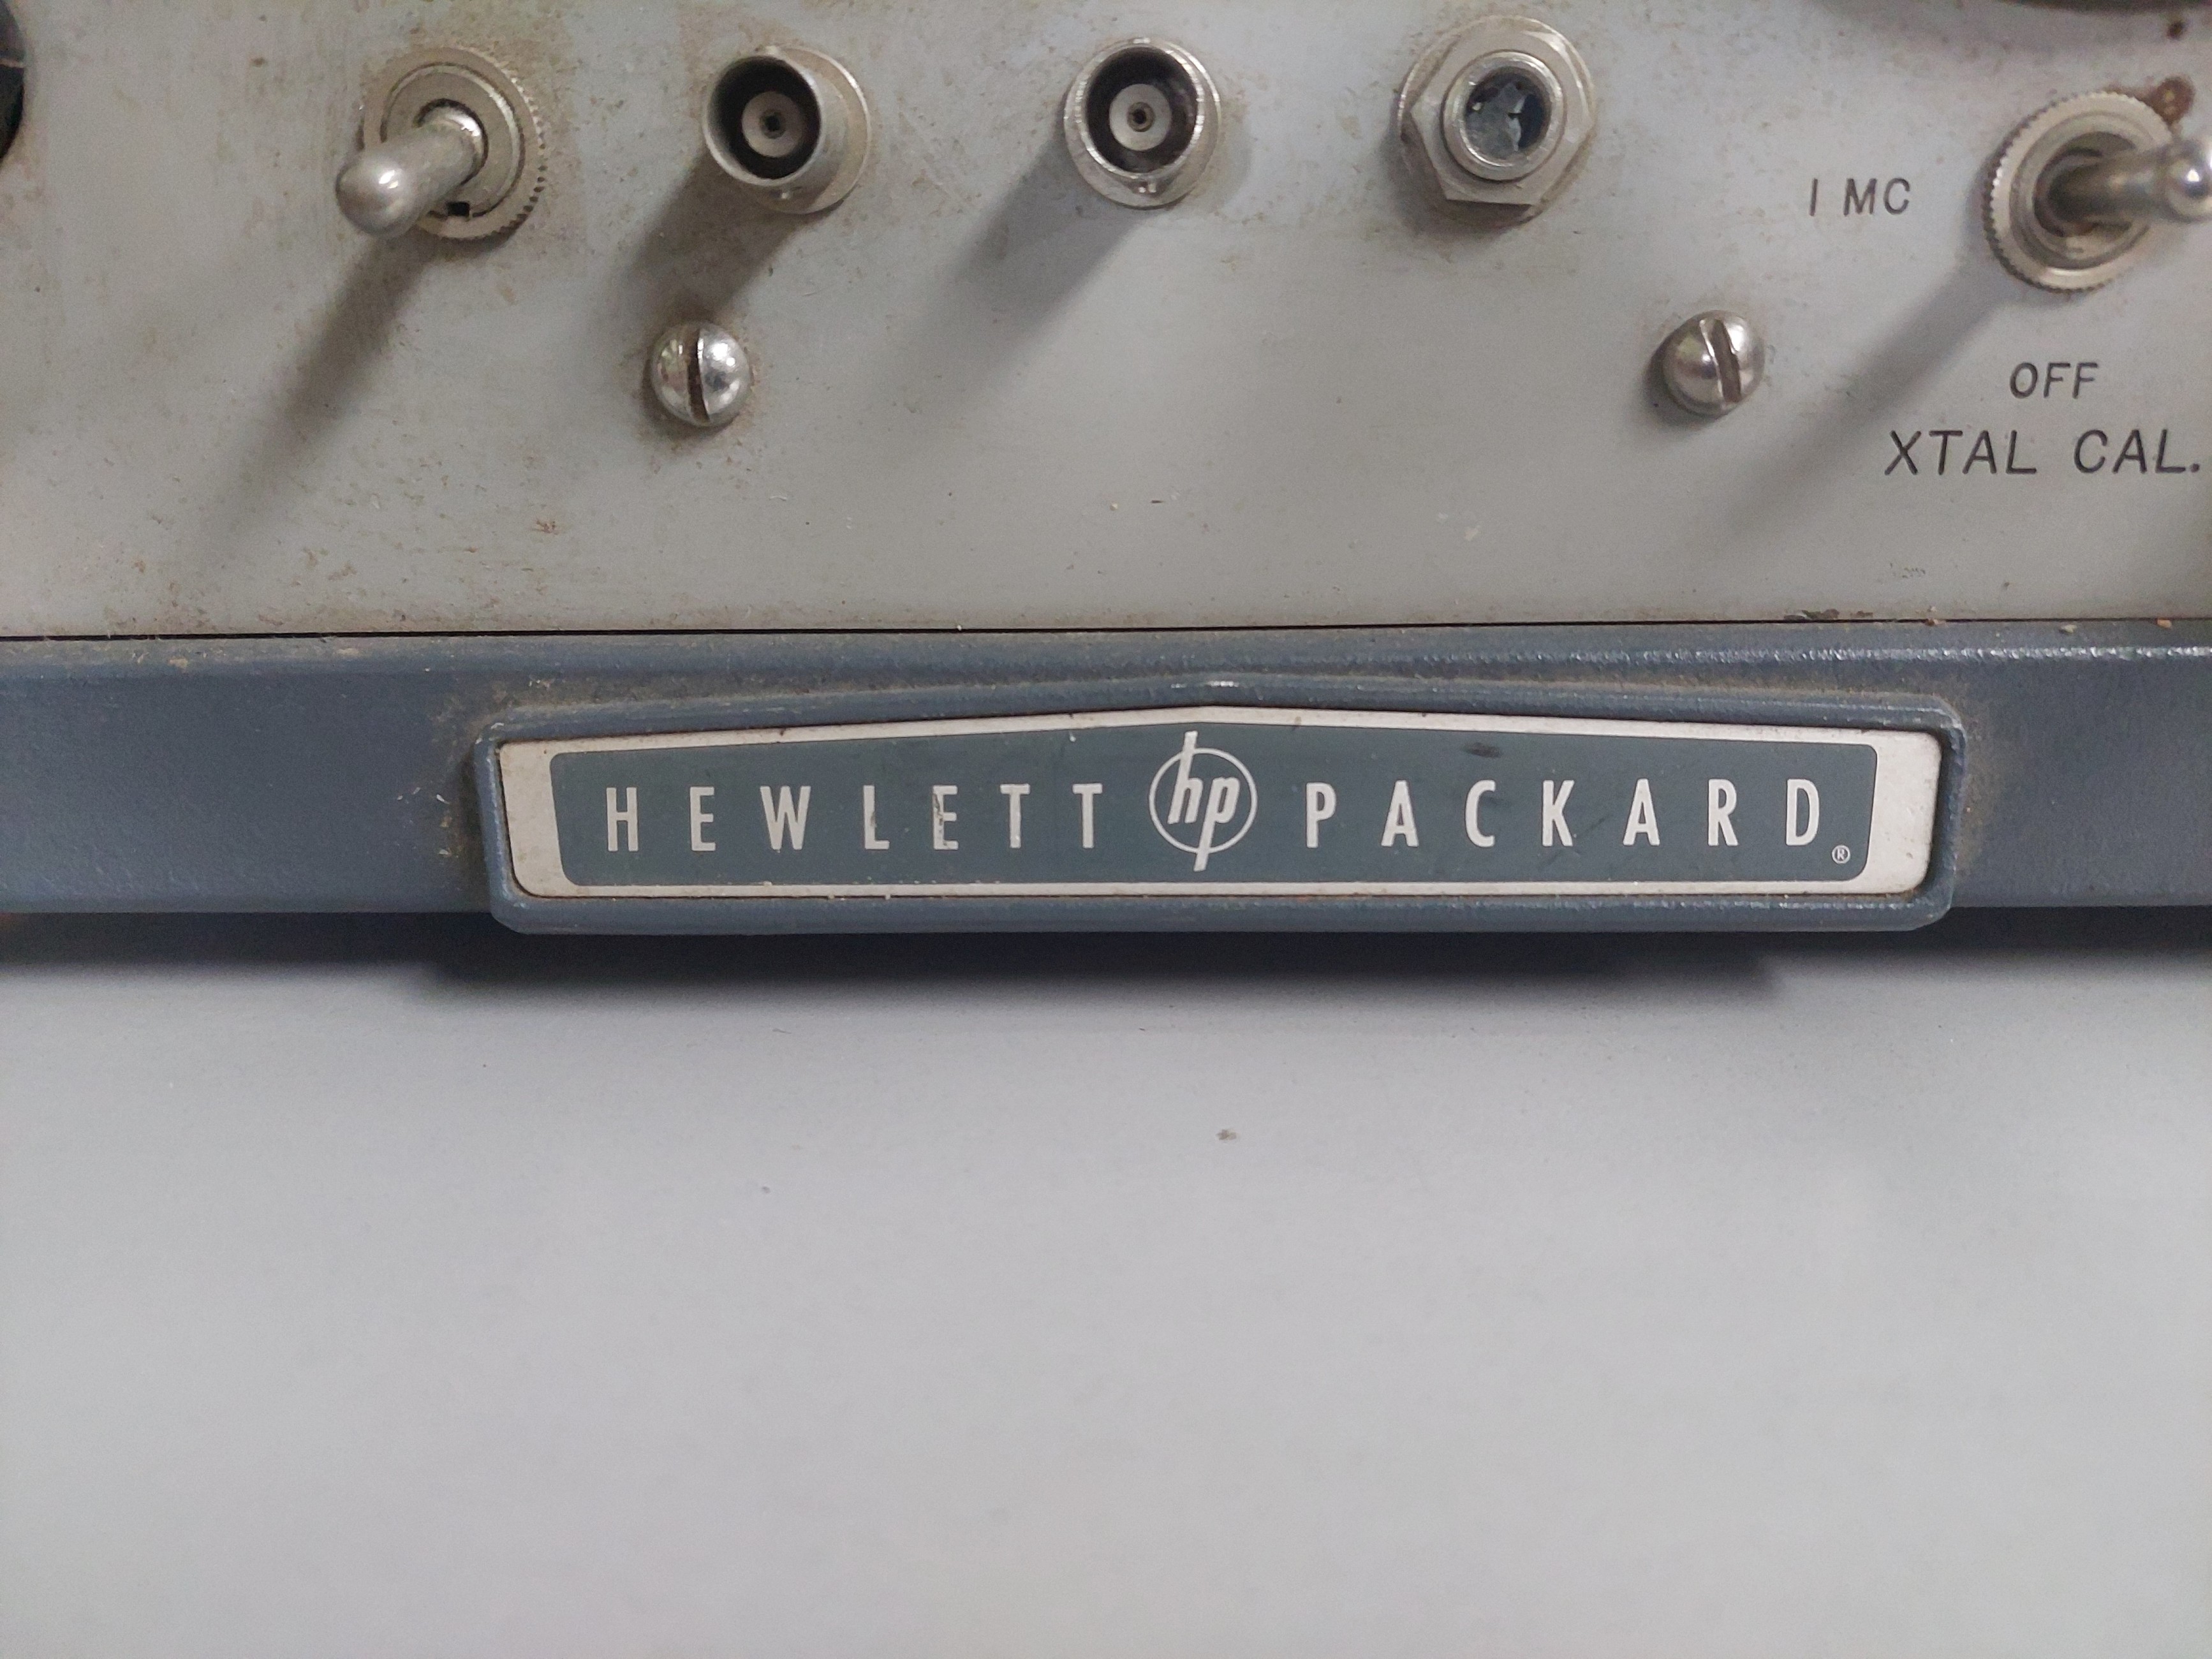 1 MC
OFF
XTAL CAL.
HEWLETT hp PACKARD®